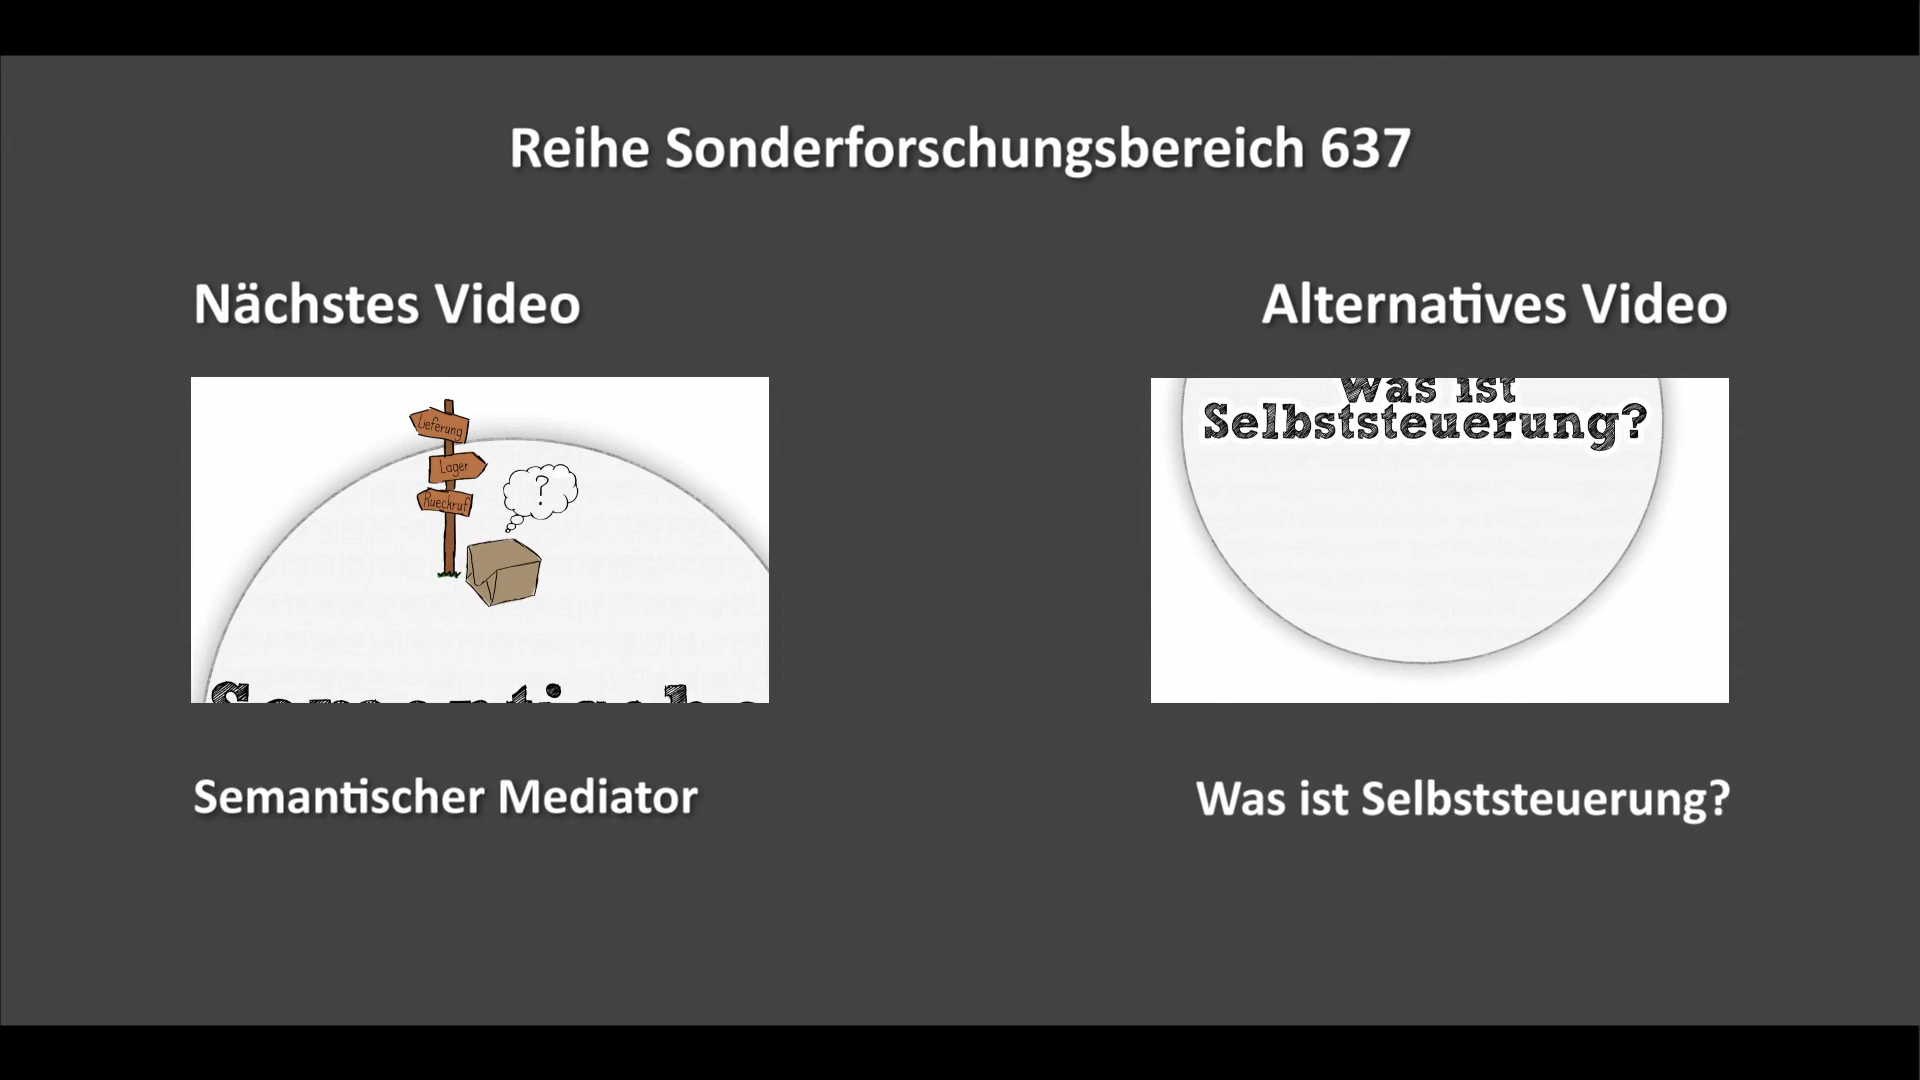 Reihe Sonderforschungsbereich 637
Nächstes Video
Alternatives Video
Lieferung
Lager
Rueckruf
?
Was ist
Selbststeuerung?
Semantischer Mediator
Was ist Selbststeuerung?